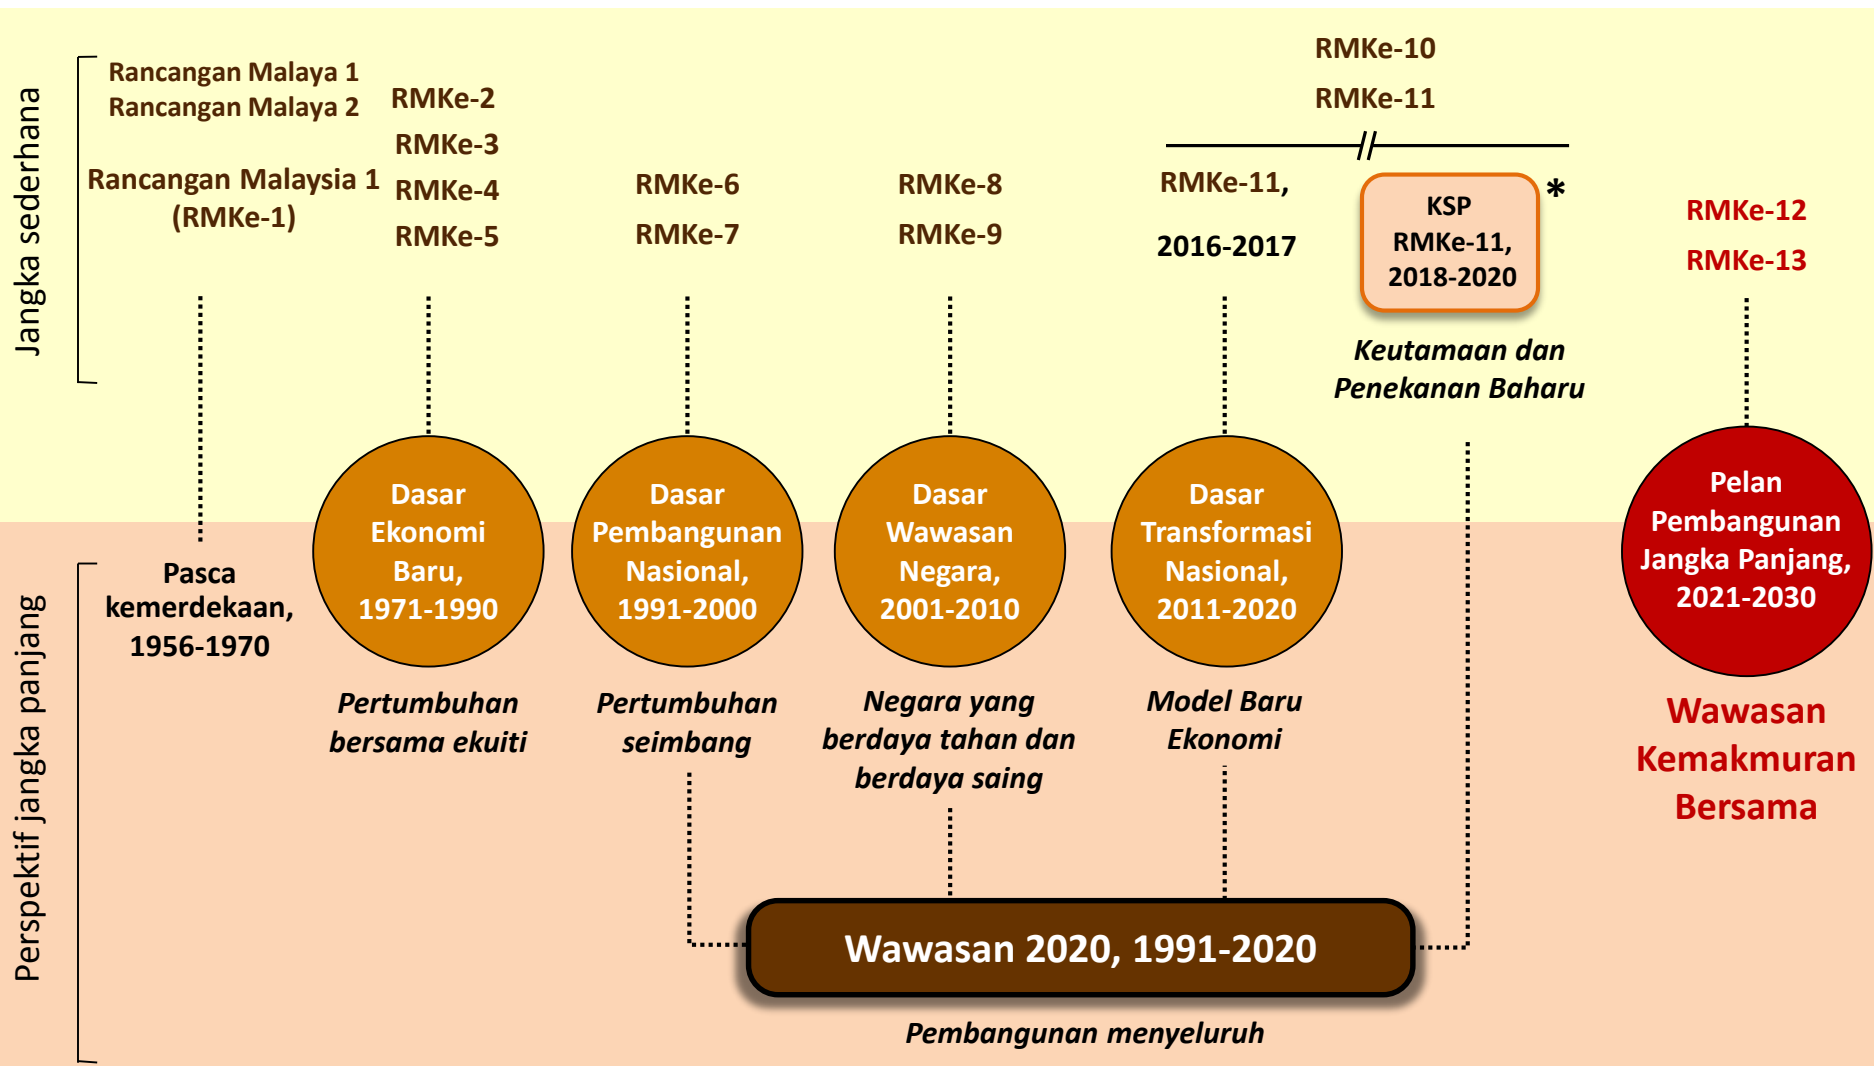 Jangka sederhana
Rancangan Malaya 1
Rancangan Malaya 2
Rancangan Malaysia 1
(RMKe-1)
RMKe-2
RMKe-3
RMKe-4
RMKe-5
RMKe-6
RMKe-7
RMKe-8
RMKe-9
RMKe-10
RMKe-11
RMKe-11,
2016-2017
KSP
RMKe-11,
2018-2020
*
Keutamaan dan
Penekanan Baharu
RMKe-12
RMKe-13
Perspektif jangka panjang
Pasca
kemerdekaan,
1956-1970
Dasar
Ekonomi
Baru,
1971-1990
Pertumbuhan
bersama ekuiti
Dasar
Pembangunan
Nasional,
1991-2000
Pertumbuhan
seimbang
Dasar
Wawasan
Negara,
2001-2010
Negara yang
berdaya tahan dan
berdaya saing
Dasar
Transformasi
Nasional,
2011-2020
Model Baru
Ekonomi
Pelan
Pembangunan
Jangka Panjang,
2021-2030
Wawasan
Kemakmuran
Bersama
Wawasan 2020, 1991-2020
Pembangunan menyeluruh